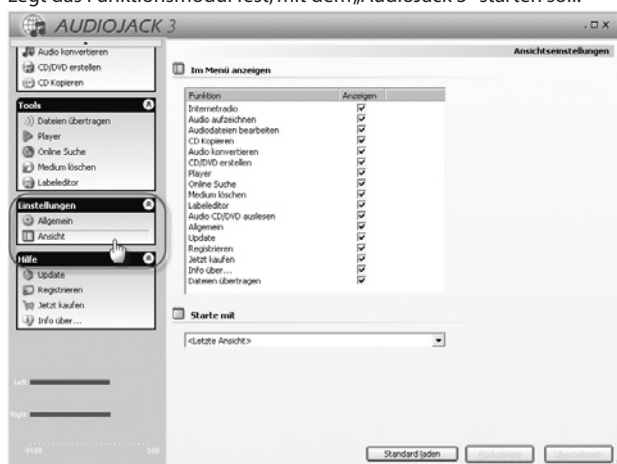 Legt das Funktionsmodul fest, mit dem „AudioJack 3“ starten soll.
AUDIOJACK 3
Audio konvertieren
CD/DVD erstellen
CD Kopieren
Tools
Dateien übertragen
Player
Online Suche
Medium löschen
Labeleditor
Einstellungen
Allgemein
Ansicht
Hilfe
Update
Registrieren
Jetzt kaufen
Info über...
Left
Right
-91dB 0dB
Ansichtseinstellungen
Im Menü anzeigen
Funktion Anzeigen
Internetradio
Audio aufzeichnen
Audiodateien bearbeiten
CD Kopieren
Audio konvertieren
CD/DVD erstellen
Player
Online Suche
Medium löschen
Labeleditor
Audio CD/DVD auslesen
Allgemein
Update
Registrieren
Jetzt kaufen
Info über...
Dateien übertragen
Starte mit
<Letzte Ansicht>
Standard laden Rückgängig Übernehmen